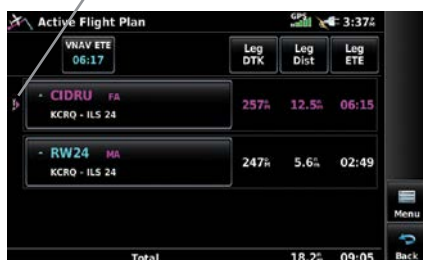 Active Flight Plan GPS 3:37
VNAV ETE
06:17
Leg DTK
Leg Dist
Leg ETE
CIDRU FA
KCRQ - ILS 24
257 12.5 06:15
RW24 MA
KCRQ - ILS 24
247 5.6 02:49
Menu
Total 18.2 09:05
Back